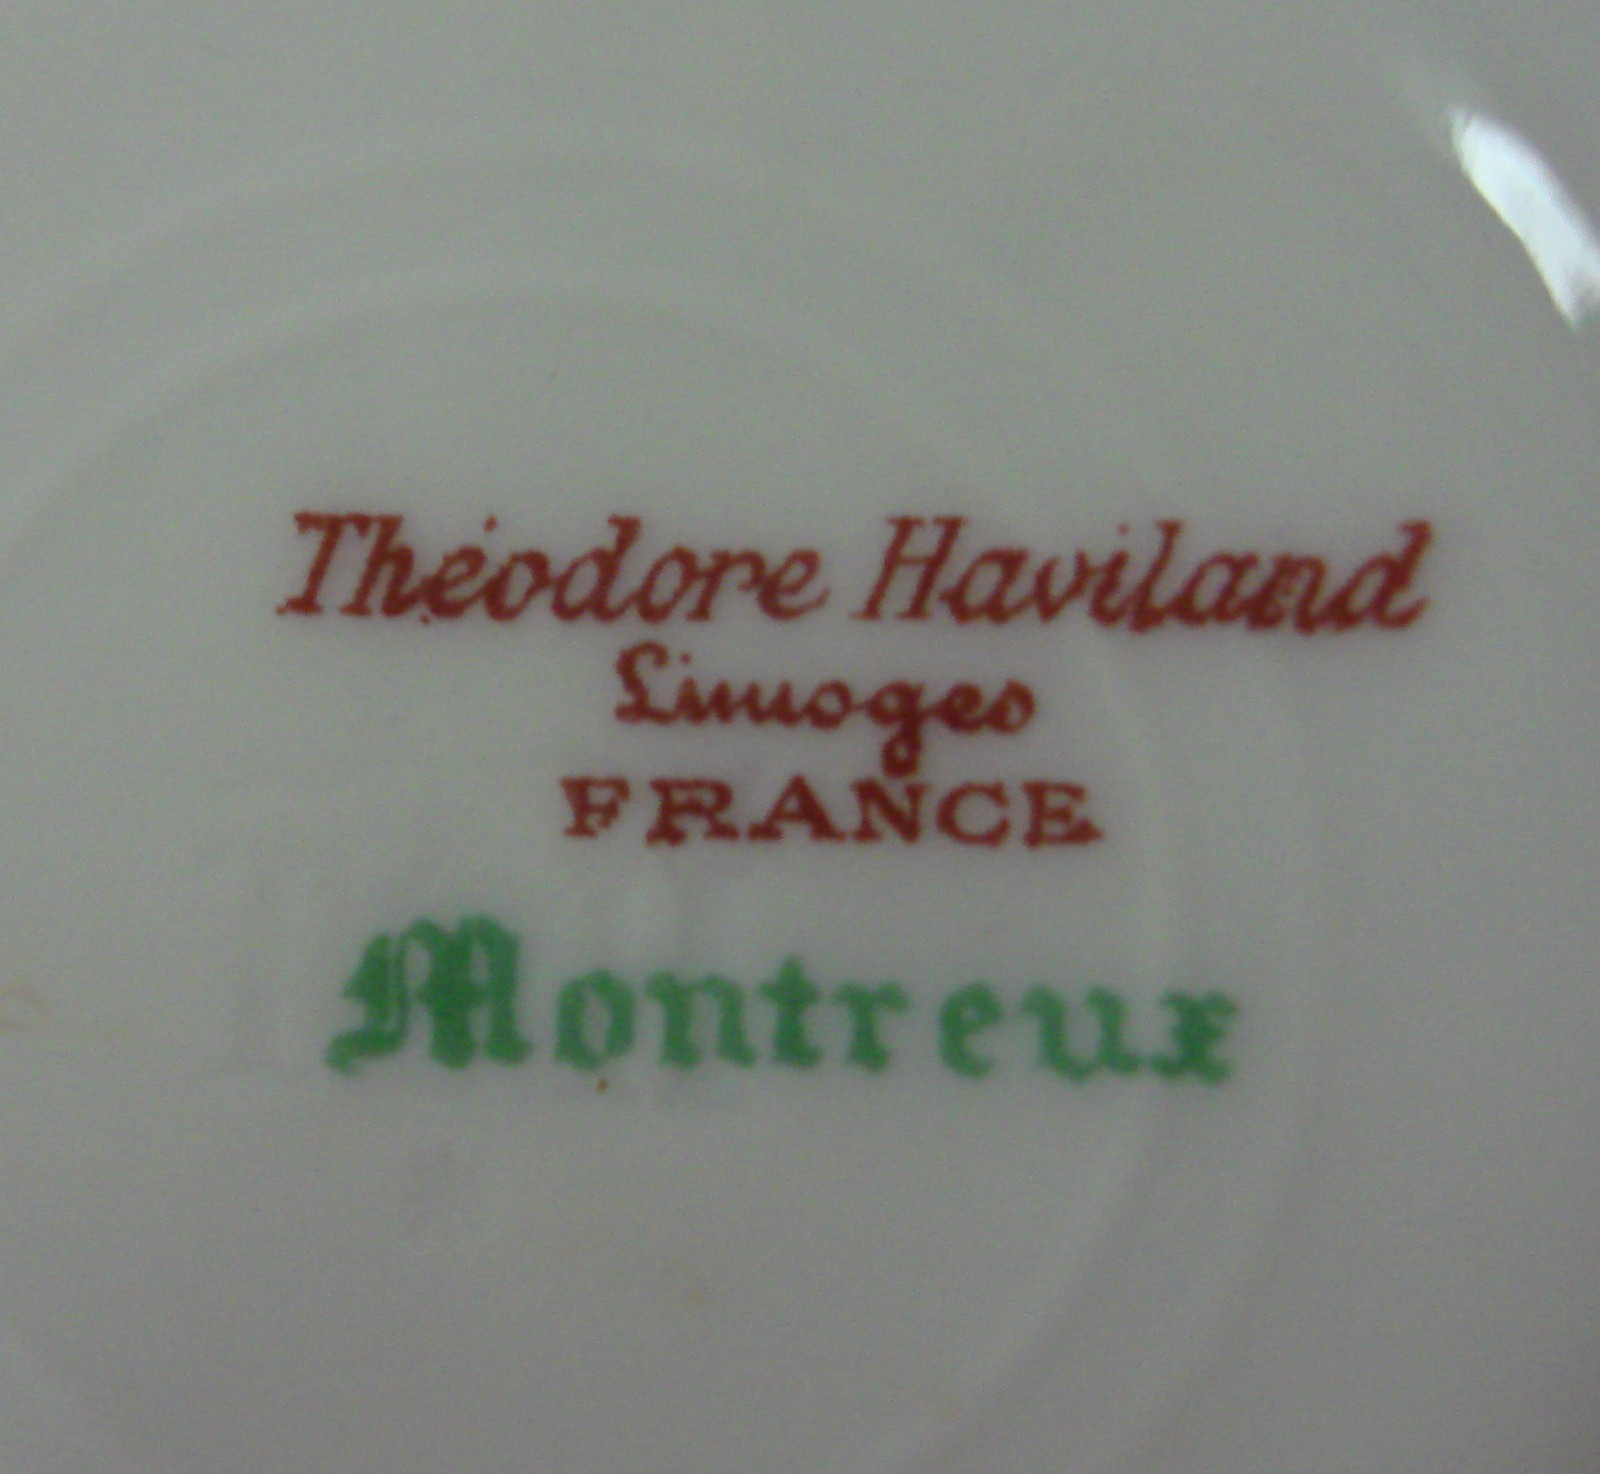 Théodore Haviland
Limoges
FRANCE
Montreux